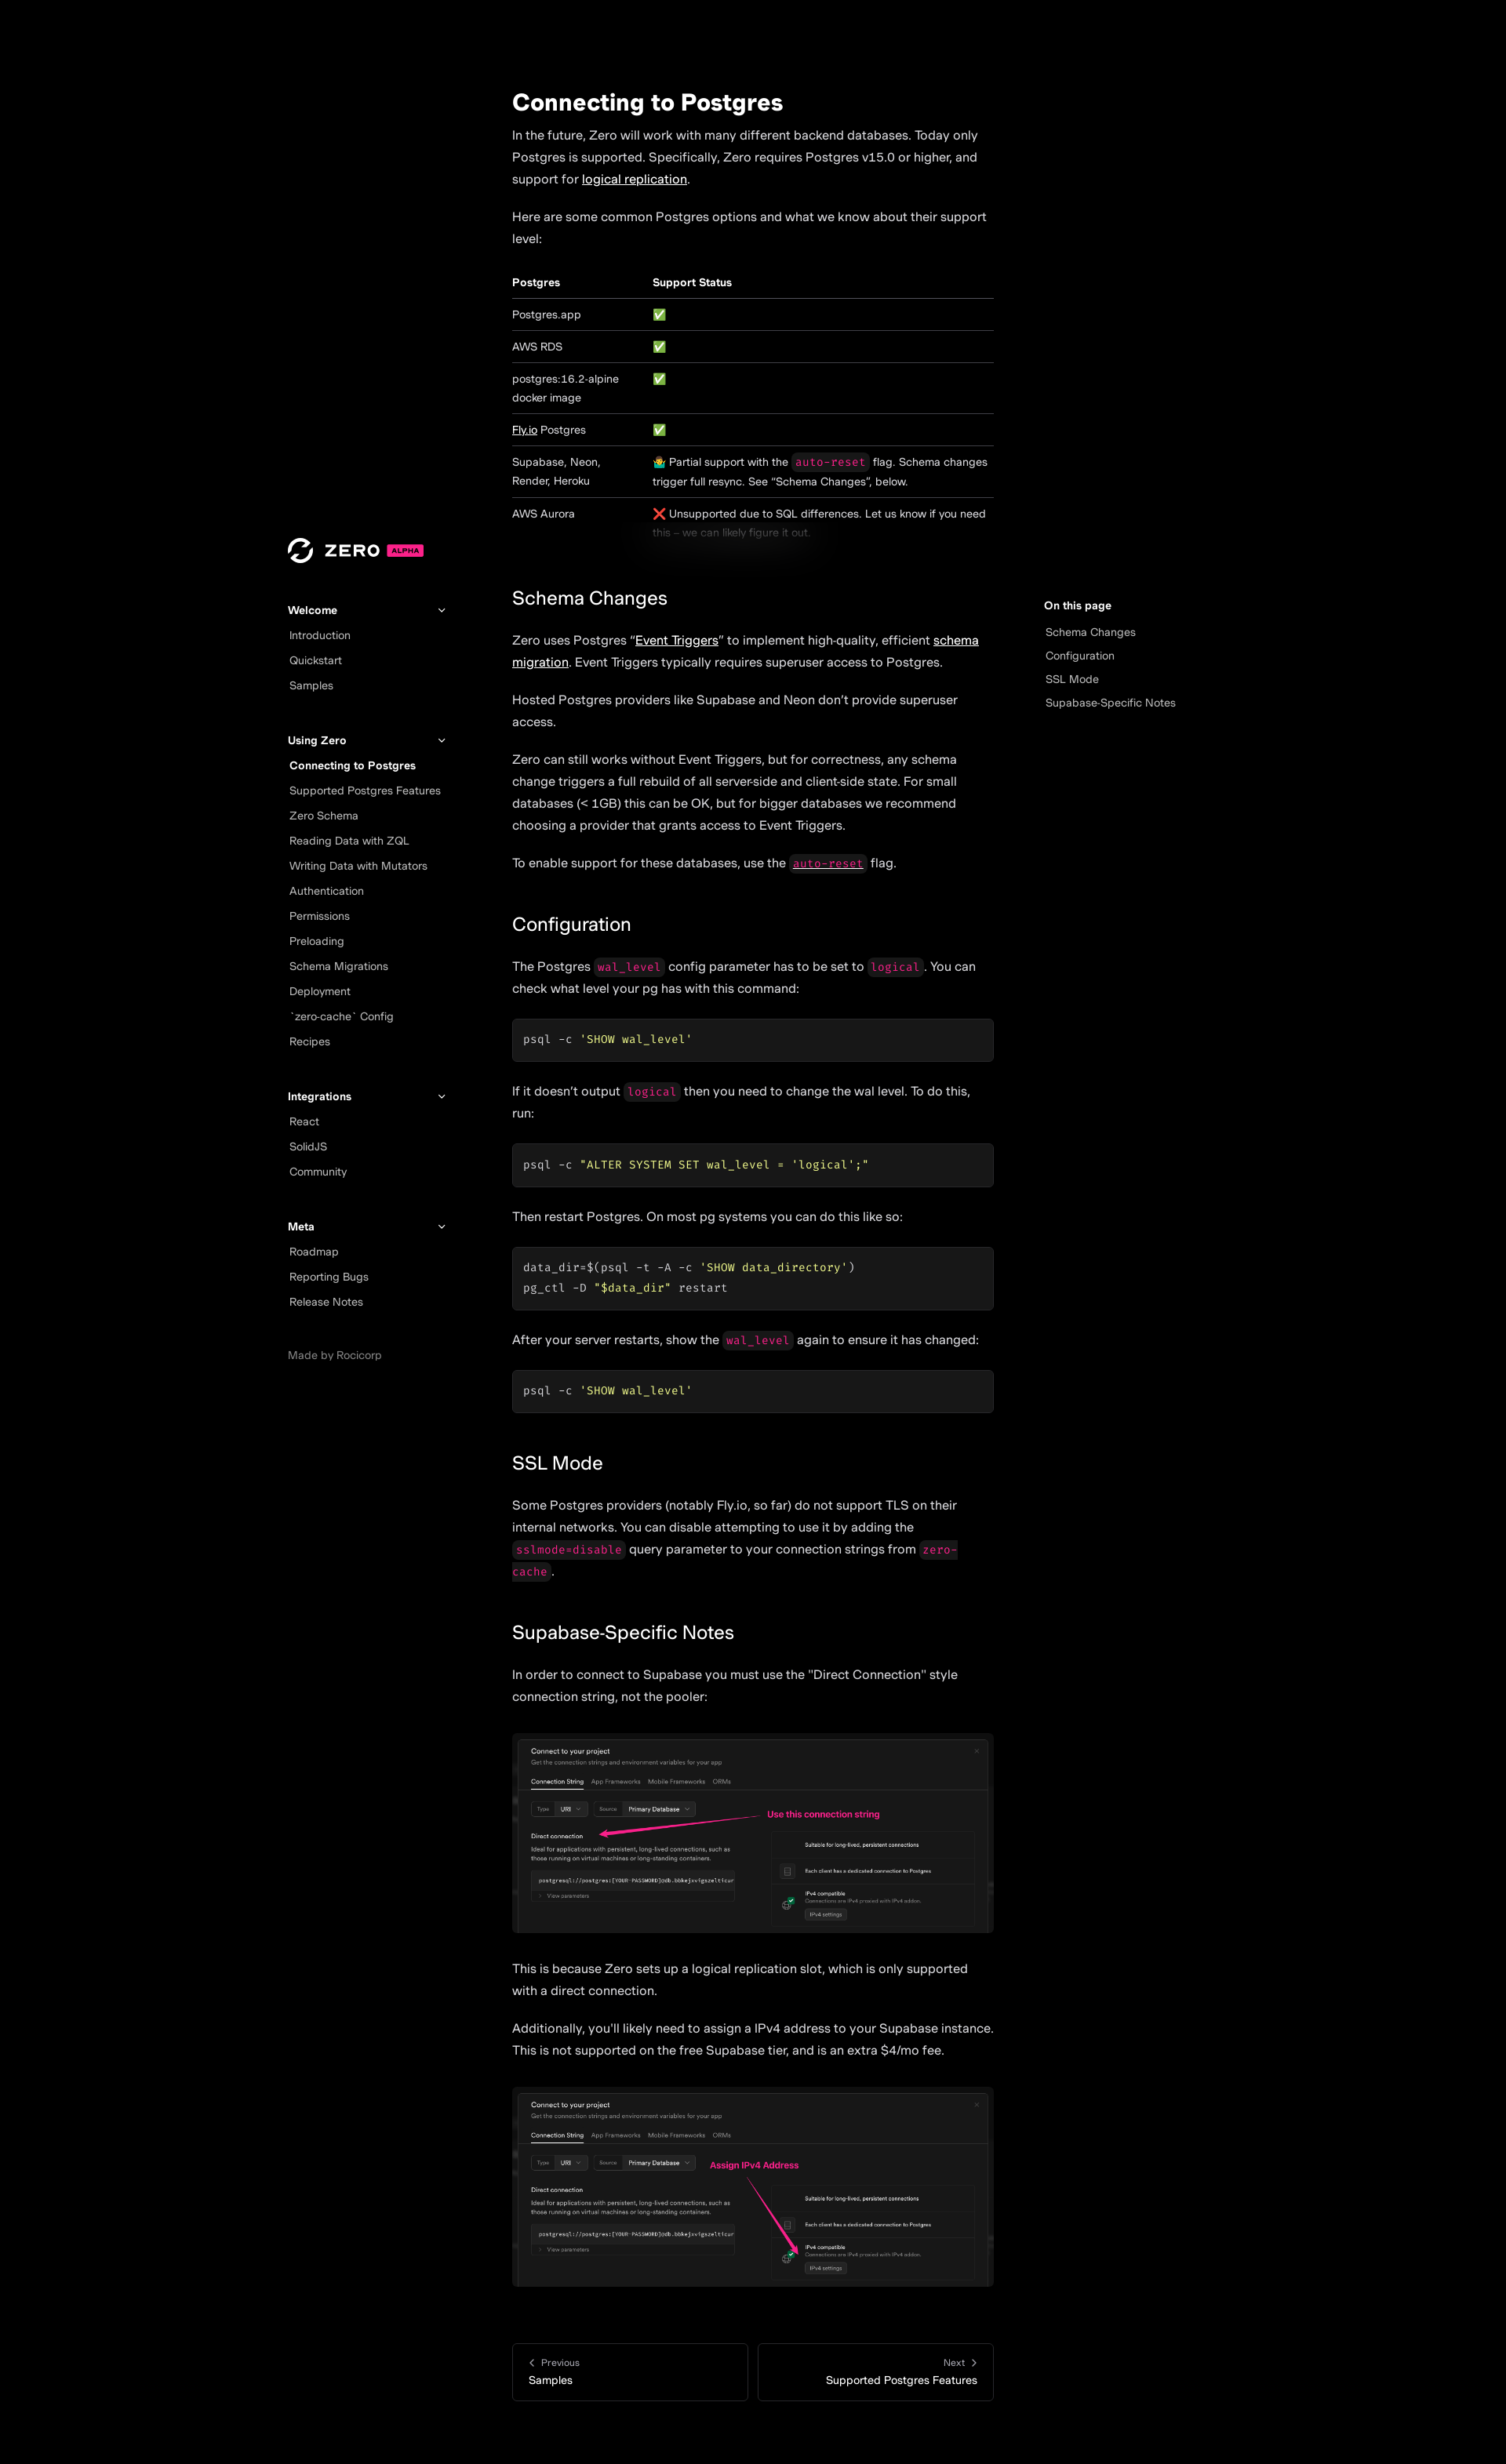 Connecting to Postgres
In the future, Zero will work with many different backend databases. Today only
Postgres is supported. Specifically, Zero requires Postgres v15.0 or higher, and
support for logical replication.
Here are some common Postgres options and what we know about their support
level:
Postgres Support Status
Postgres.app ✅
AWS RDS ✅
postgres:16.2-alpine ✅
docker image
Fly.io Postgres ✅
Supabase, Neon, 🤷‍♂️ Partial support with the auto-reset flag. Schema changes
Render, Heroku trigger full resync. See “Schema Changes”, below.
AWS Aurora ❌ Unsupported due to SQL differences. Let us know if you need
this – we can likely figure it out.
ZERO ALPHA
Welcome
Introduction
Quickstart
Samples
Using Zero
Connecting to Postgres
Supported Postgres Features
Zero Schema
Reading Data with ZQL
Writing Data with Mutators
Authentication
Permissions
Preloading
Schema Migrations
Deployment
`zero-cache` Config
Recipes
Integrations
React
SolidJS
Community
Meta
Roadmap
Reporting Bugs
Release Notes
Made by Rocicorp
Schema Changes
Zero uses Postgres “Event Triggers” to implement high-quality, efficient schema
migration. Event Triggers typically requires superuser access to Postgres.
Hosted Postgres providers like Supabase and Neon don’t provide superuser
access.
Zero can still works without Event Triggers, but for correctness, any schema
change triggers a full rebuild of all server-side and client-side state. For small
databases (< 1GB) this can be OK, but for bigger databases we recommend
choosing a provider that grants access to Event Triggers.
To enable support for these databases, use the auto-reset flag.
Configuration
The Postgres wal_level config parameter has to be set to logical. You can
check what level your pg has with this command:
psql -c 'SHOW wal_level'
If it doesn’t output logical then you need to change the wal level. To do this,
run:
psql -c "ALTER SYSTEM SET wal_level = 'logical';"
Then restart Postgres. On most pg systems you can do this like so:
data_dir=$(psql -t -A -c 'SHOW data_directory')
pg_ctl -D "$data_dir" restart
After your server restarts, show the wal_level again to ensure it has changed:
psql -c 'SHOW wal_level'
SSL Mode
Some Postgres providers (notably Fly.io, so far) do not support TLS on their
internal networks. You can disable attempting to use it by adding the
sslmode=disable query parameter to your connection strings from zero-
cache.
Supabase-Specific Notes
In order to connect to Supabase you must use the "Direct Connection" style
connection string, not the pooler:
Connect to your project
Get the connection strings and environment variables for your app
Connection String App Frameworks Mobile Frameworks ORMs
Type URI Source Primary Database
Use this connection string
Direct connection
Ideal for applications with persistent, long-lived connections, such as
those running on virtual machines or long-standing containers.
View parameters
Suitable for long-lived, persistent connections
Each client has a dedicated connection to Postgres
IPv4 compatible
Connections are IPv4 proxied with IPv4 addon.
IPv4 settings
This is because Zero sets up a logical replication slot, which is only supported
with a direct connection.
Additionally, you'll likely need to assign a IPv4 address to your Supabase instance.
This is not supported on the free Supabase tier, and is an extra $4/mo fee.
Connect to your project
Get the connection strings and environment variables for your app
Connection String App Frameworks Mobile Frameworks ORMs
Type URI Source Primary Database
Assign IPv4 Address
Direct connection
Ideal for applications with persistent, long-lived connections, such as
those running on virtual machines or long-standing containers.
View parameters
Suitable for long-lived, persistent connections
Each client has a dedicated connection to Postgres
IPv4 compatible
Connections are IPv4 proxied with IPv4 addon.
IPv4 settings
Previous
Samples
Next
Supported Postgres Features
On this page
Schema Changes
Configuration
SSL Mode
Supabase-Specific Notes